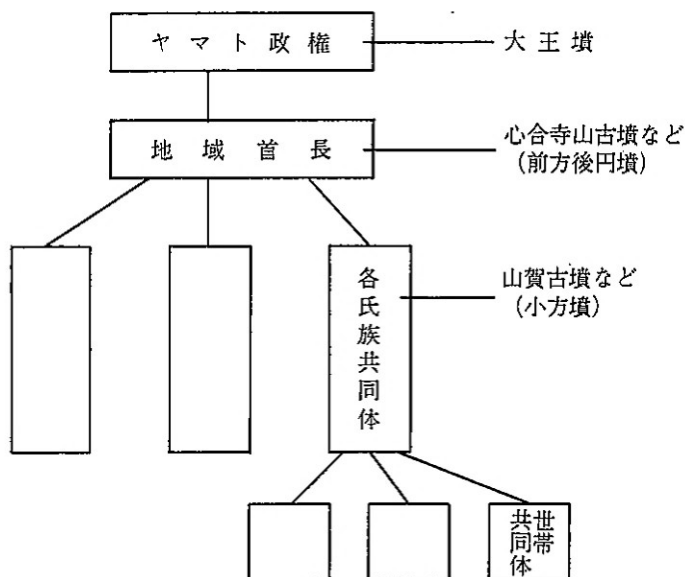 ヤマト政権
大王墳
地域首長
心合寺山古墳など
(前方後円墳)
各氏族共同体
山賀古墳など
(小方墳)
世帯
共同体